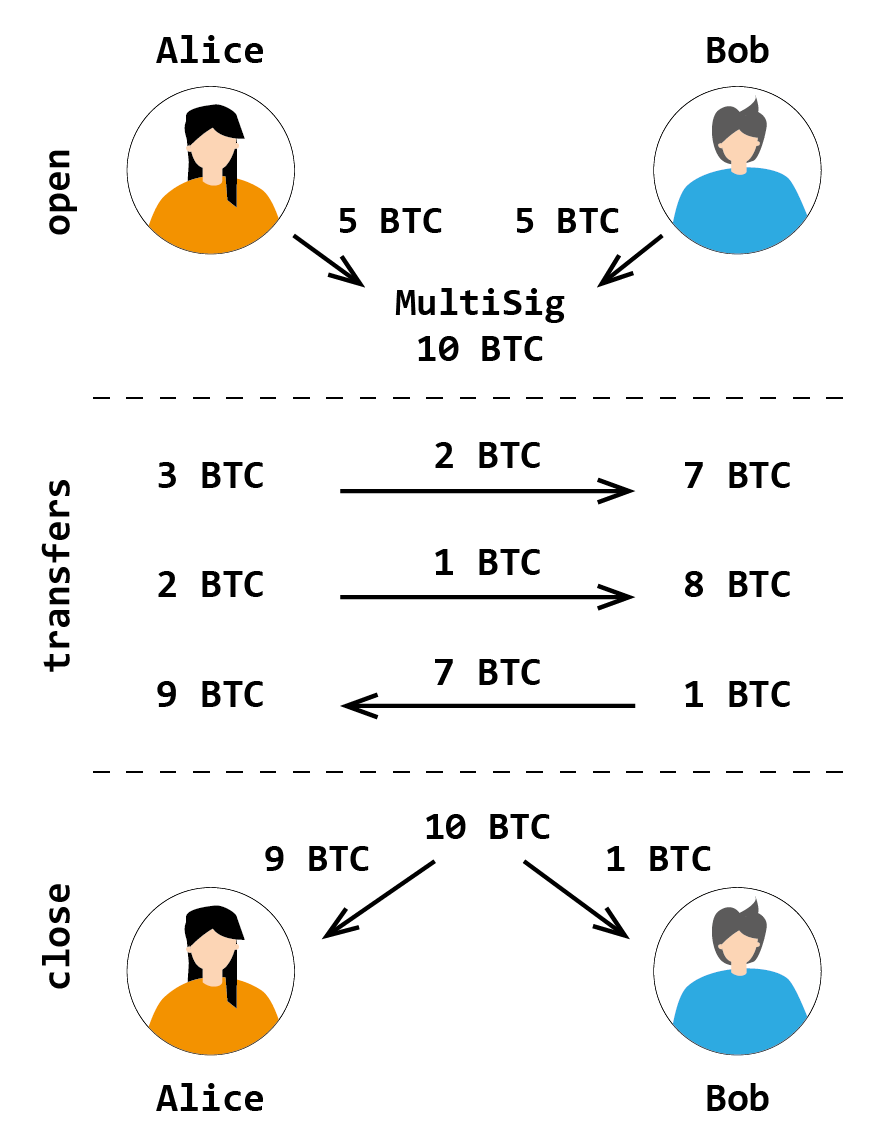 Alice
Bob
open
5 BTC
5 BTC
MultiSig
10 BTC
transfers
3 BTC
2 BTC
7 BTC
2 BTC
1 BTC
8 BTC
9 BTC
7 BTC
1 BTC
close
10 BTC
9 BTC
1 BTC
Alice
Bob